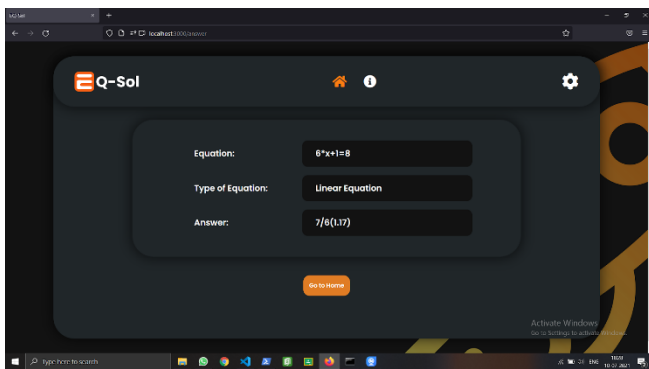 localhost:3000/answer
Q-Sol
Equation: 6*x+1=8
Type of Equation: Linear Equation
Answer: 7/6(1.17)
Go to Home
Activate Windows
Go to Settings to activate Windows.
Type here to search
ENG